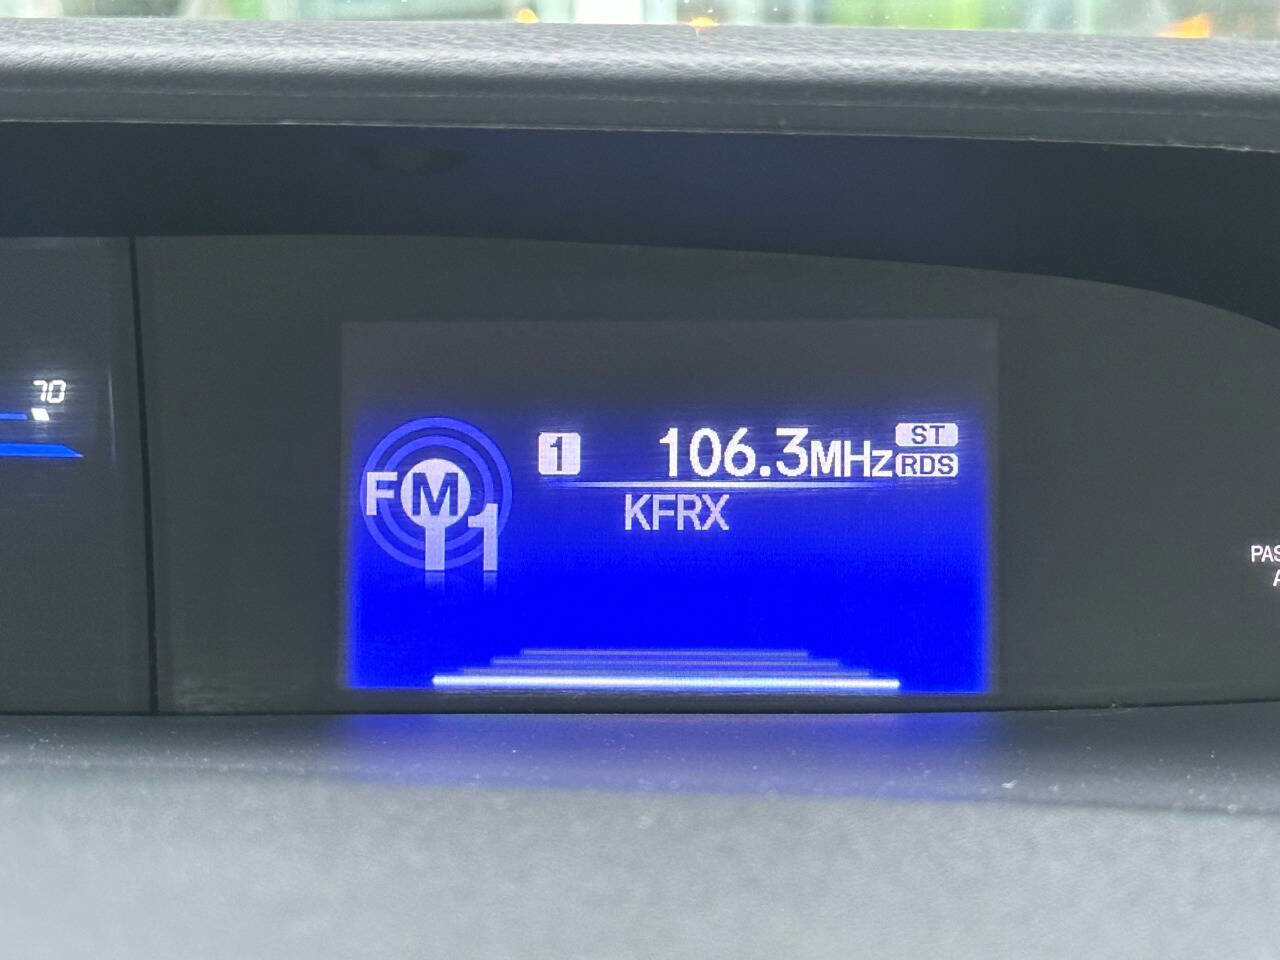 70
FM 1
1 106.3MHz ST
RDS
KFRX
PAS
A